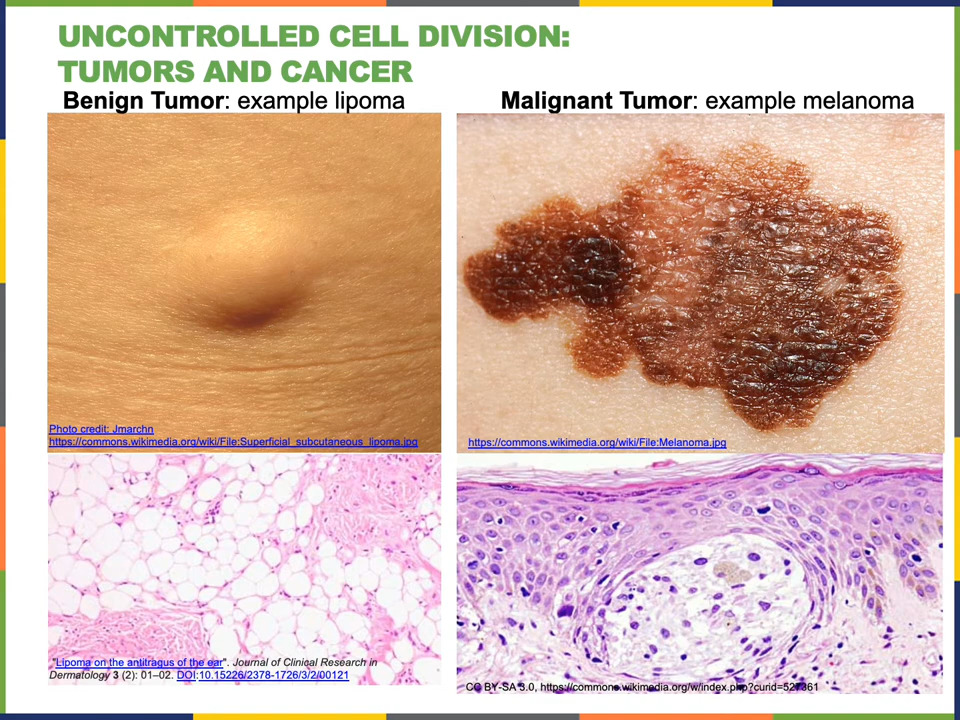 UNCONTROLLED CELL DIVISION:
TUMORS AND CANCER
Benign Tumor: example lipoma
Malignant Tumor: example melanoma
Photo credit: Jmarchn
https://commons.wikimedia.org/wiki/File:Superficial_subcutaneous_lipoma.jpg
https://commons.wikimedia.org/wiki/File:Melanoma.jpg
"Lipoma on the antitragus of the ear". Journal of Clinical Research in
Dermatology 3 (2): 01–02. DOI:10.15226/2378-1726/3/2/00121
CC BY-SA 3.0, https://commons.wikimedia.org/w/index.php?curid=527361